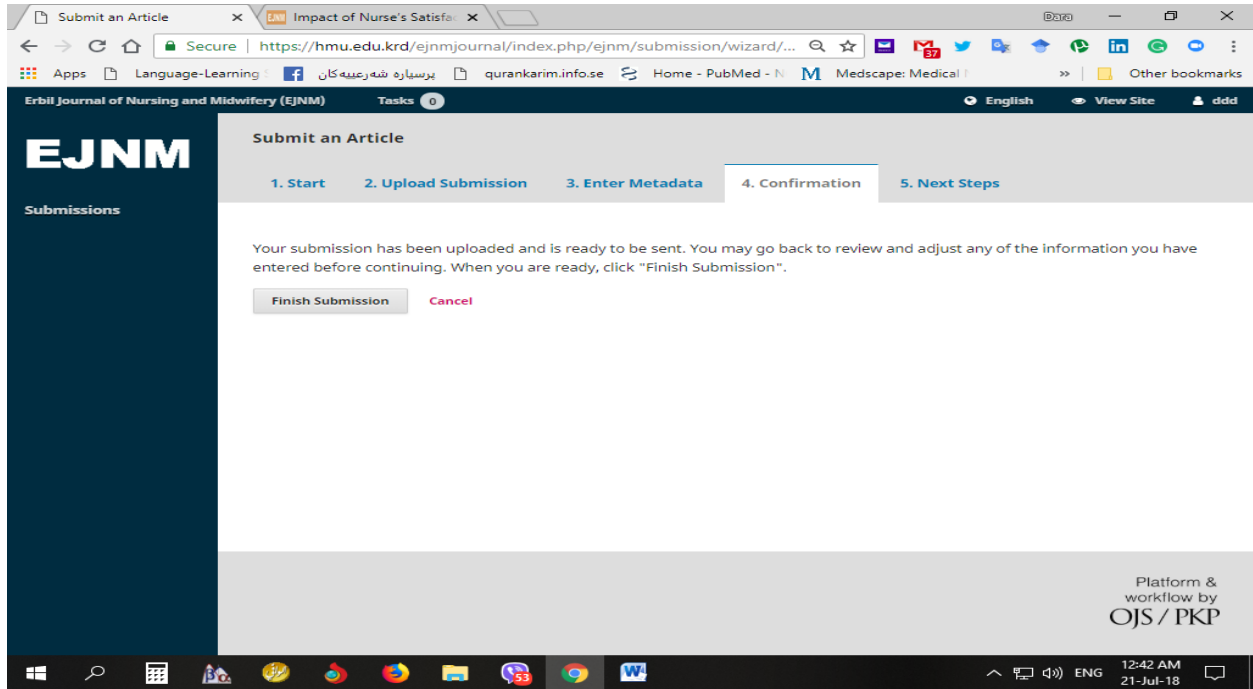 Submit an Article
Impact of Nurse's Satisfac
Dara
Secure | https://hmu.edu.krd/ejnmjournal/index.php/ejnm/submission/wizard/...
37
Apps Language-Learning پرسیاره شهرعییهکان qurankarim.info.se Home - PubMed - N Medscape: Medical » Other bookmarks
Erbil Journal of Nursing and Midwifery (EJNM) Tasks 0 English View Site ddd
EJNM
Submissions
Submit an Article
1. Start 2. Upload Submission 3. Enter Metadata 4. Confirmation 5. Next Steps
Your submission has been uploaded and is ready to be sent. You may go back to review and adjust any of the information you have
entered before continuing. When you are ready, click "Finish Submission".
Finish Submission Cancel
Platform &
workflow by
OJS / PKP
53
ENG 12:42 AM
21-Jul-18